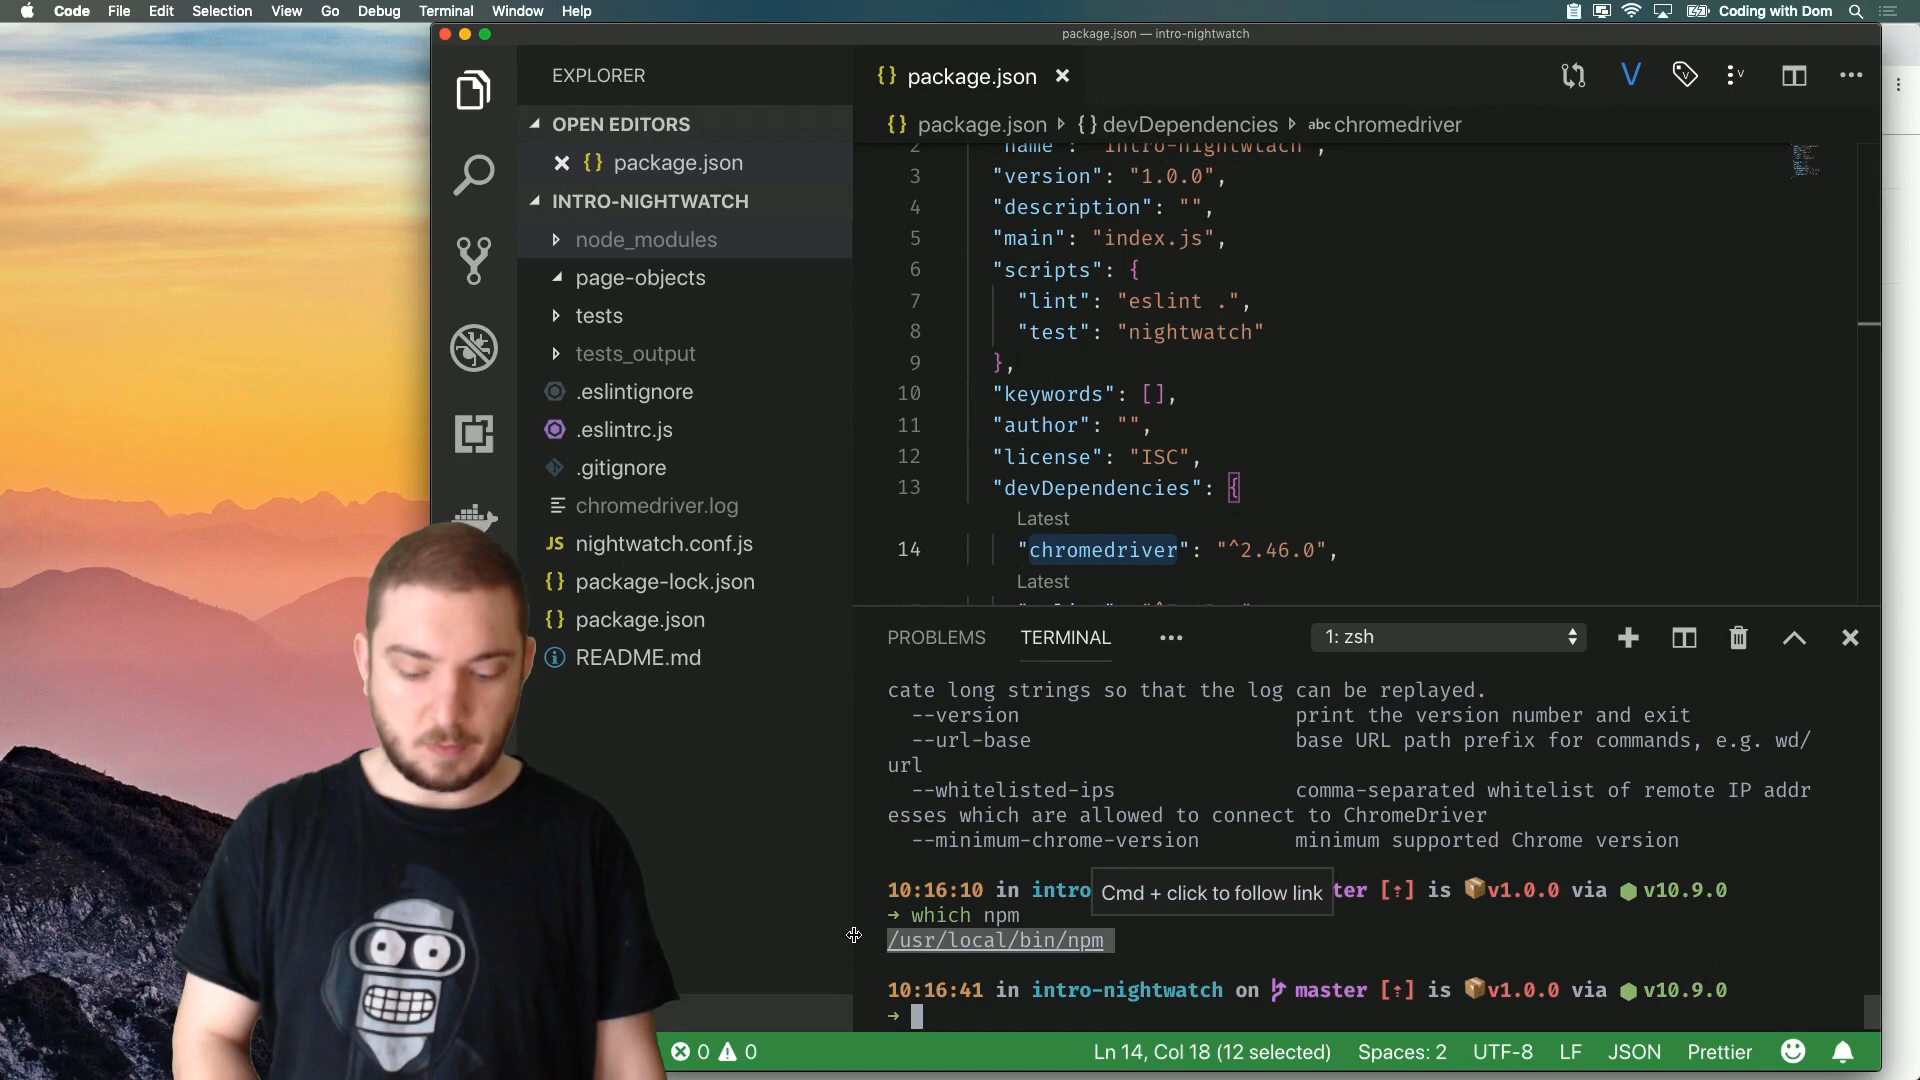 Code File Edit Selection View Go Debug Terminal Window Help
Coding with Dom
package.json — intro-nightwatch
EXPLORER
OPEN EDITORS
{} package.json
INTRO-NIGHTWATCH
node_modules
page-objects
tests
tests_output
.eslintignore
.eslintrc.js
.gitignore
chromedriver.log
JS nightwatch.conf.js
{} package-lock.json
{} package.json
README.md
{} package.json
{} package.json {} devDependencies abc chromedriver
2 "name": "intro-nightwtach",
3 "version": "1.0.0",
4 "description": "",
5 "main": "index.js",
6 "scripts": {
7 "lint": "eslint .",
8 "test": "nightwatch"
9 },
10 "keywords": [],
11 "author": "",
12 "license": "ISC",
13 "devDependencies": {
Latest
14 "chromedriver": "^2.46.0",
Latest
PROBLEMS TERMINAL
1: zsh
cate long strings so that the log can be replayed.
--version print the version number and exit
--url-base base URL path prefix for commands, e.g. wd/
url
--whitelisted-ips comma-separated whitelist of remote IP addr
esses which are allowed to connect to ChromeDriver
--minimum-chrome-version minimum supported Chrome version
10:16:10 in intro ter [⇡] is v1.0.0 via v10.9.0
Cmd + click to follow link
→ which npm
/usr/local/bin/npm
10:16:41 in intro-nightwatch on master [⇡] is v1.0.0 via v10.9.0
→
0 0
Ln 14, Col 18 (12 selected) Spaces: 2 UTF-8 LF JSON Prettier